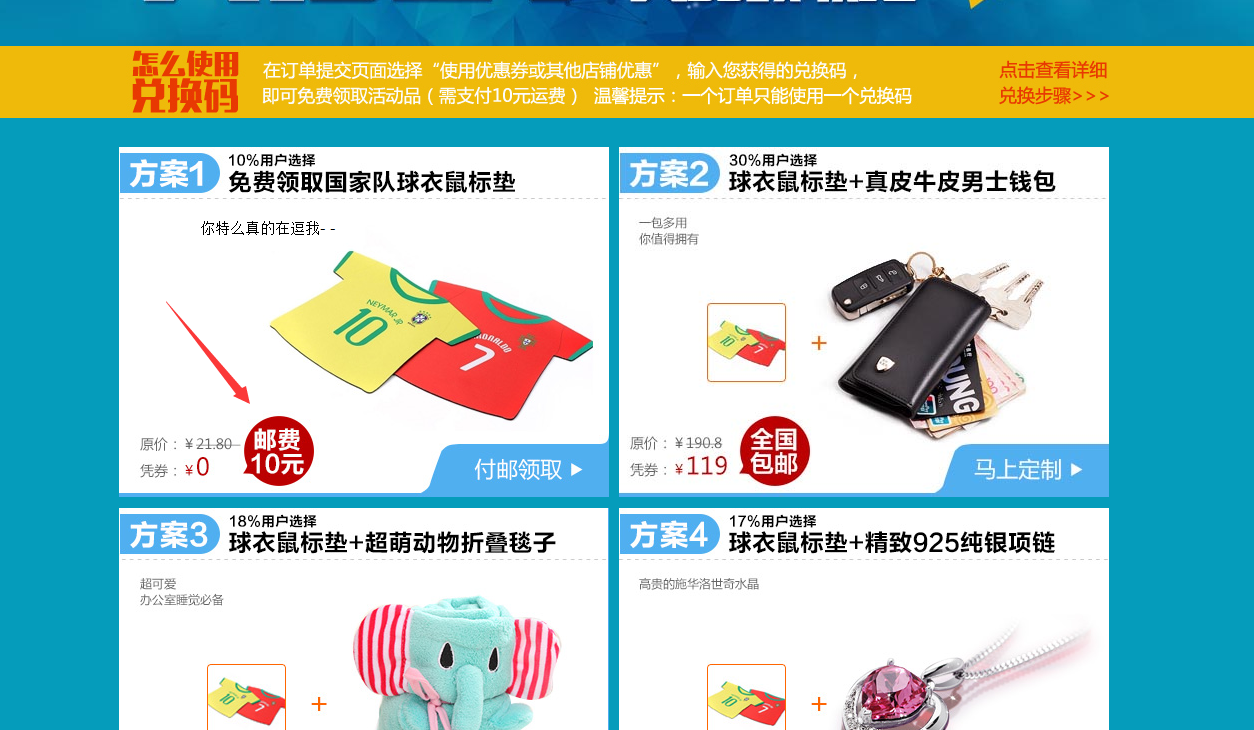 怎么使用
兑换码
在订单提交页面选择“使用优惠券或其他店铺优惠”，输入您获得的兑换码，
即可免费领取活动品（需支付10元运费） 温馨提示：一个订单只能使用一个兑换码
点击查看详细
兑换步骤>>>
方案1
10%用户选择
免费领取国家队球衣鼠标垫
你特么真的在逗我- -
NEYMAR JR
10
7
原价：¥21.80
凭券：¥0
邮费
10元
付邮领取
方案2
30%用户选择
球衣鼠标垫+真皮牛皮男士钱包
一包多用
你值得拥有
10
7
+
原价：¥190.8
凭券：¥119
全国
包邮
马上定制
方案3
18%用户选择
球衣鼠标垫+超萌动物折叠毯子
超可爱
办公室睡觉必备
10
7
+
方案4
17%用户选择
球衣鼠标垫+精致925纯银项链
高贵的施华洛世奇水晶
10
7
+